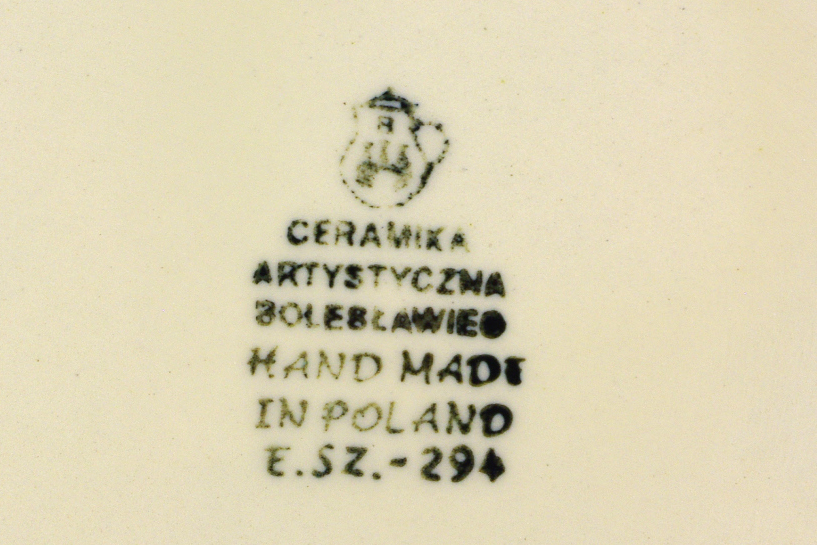 CERAMIKA
ARTYSTYCZNA
BOLESŁAWIEC
HAND MADE
IN POLAND
E.SZ.-294